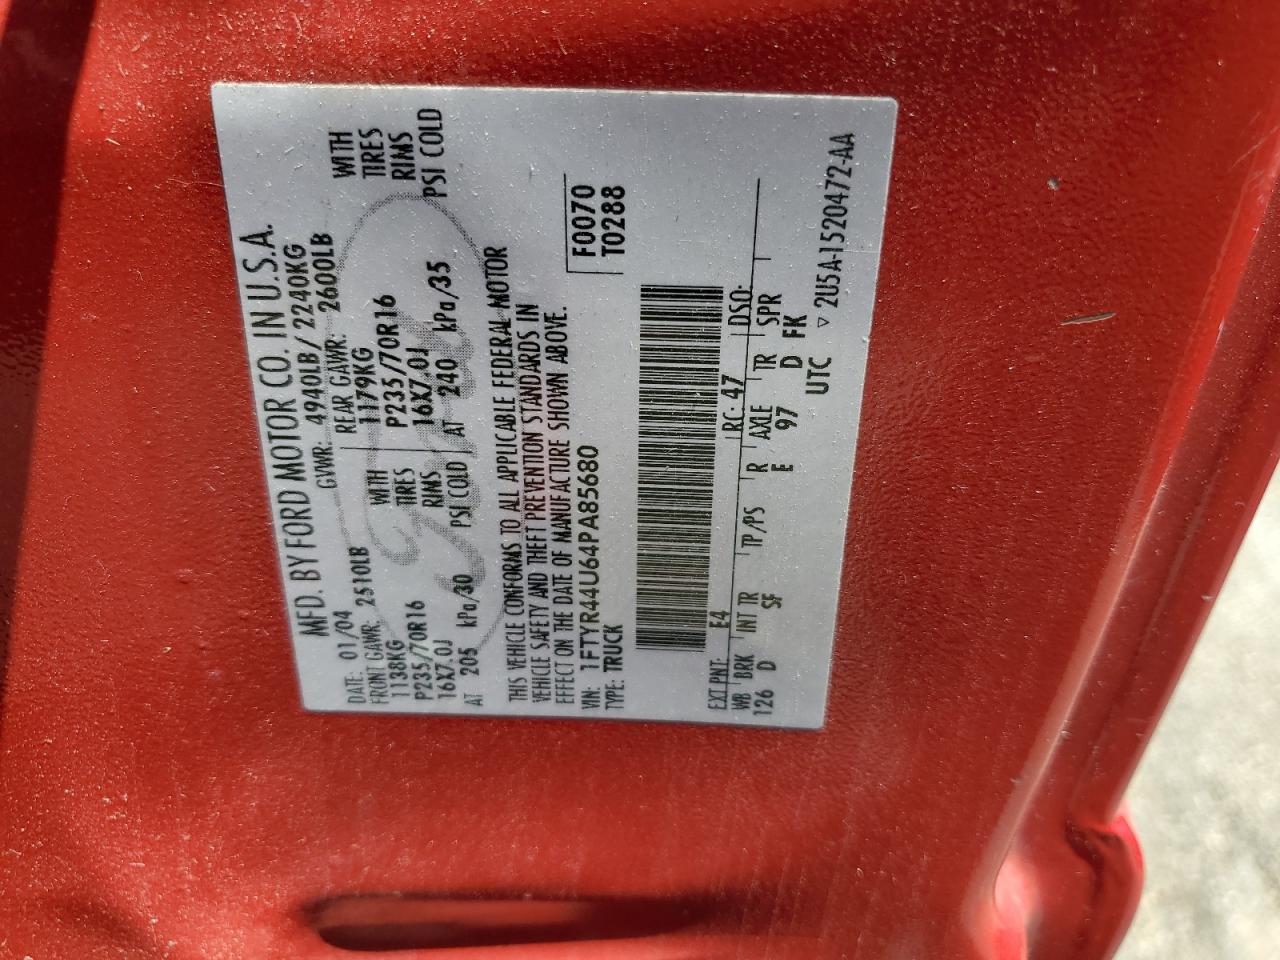 MFD. BY FORD MOTOR CO. IN U.S.A.
DATE: 01/04 GVWR: 4940LB/2240KG
FRONT GAWR: 2510LB REAR GAWR: 2600LB
1138KG WITH 1179KG WITH
P235/70R16 TIRES P235/70R16 TIRES
16X7.0J RIMS 16X7.0J RIMS
AT 205 kPa/30 PSI COLD AT 240 kPa/35 PSI COLD
THIS VEHICLE CONFORMS TO ALL APPLICABLE FEDERAL MOTOR
VEHICLE SAFETY AND THEFT PREVENTION STANDARDS IN
EFFECT ON THE DATE OF MANUFACTURE SHOWN ABOVE.
VIN: 1FTYR44U64PA85680 F0070
TYPE: TRUCK T0288
EXT PNT: E4 RC: 47 DSO:
WB BRK INT TR TP/PS R AXLE TR SPR
126 D SF E 97 D FK
UTC ▽ 2U5A-1520472-AA